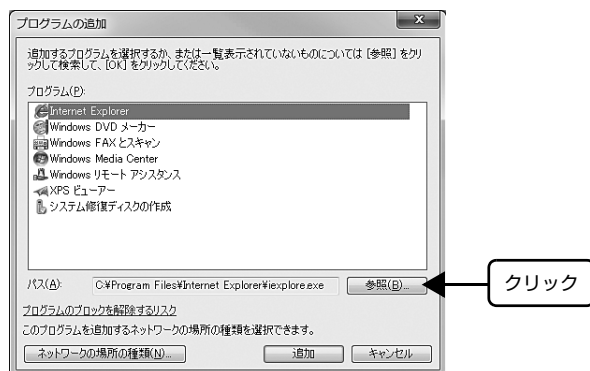 プログラムの追加
x
追加するプログラムを選択するか、または一覧表示されていないものについては [参照] をクリ
ックして検索して、[OK] をクリックしてください。
プログラム(P):
Internet Explorer
Windows DVD メーカー
Windows FAX とスキャン
Windows Media Center
Windows リモート アシスタンス
XPS ビューアー
システム修復ディスクの作成
パス(A): C:¥Program Files¥Internet Explorer¥iexplore.exe 参照(B)... クリック
プログラムのブロックを解除するリスク
このプログラムを追加するネットワークの場所の種類を選択できます。
ネットワークの場所の種類(N)... 追加 キャンセル